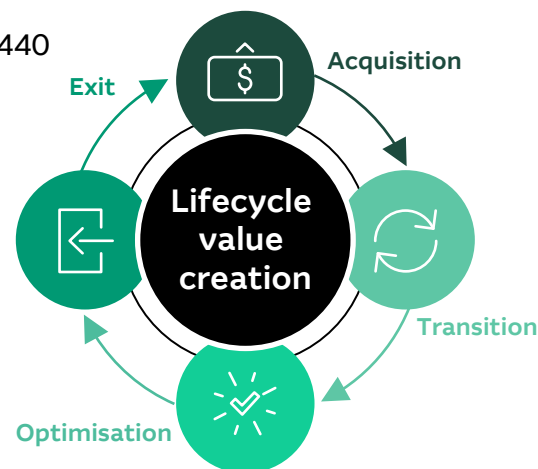 440
Acquisition
Exit
$
Lifecycle
value
creation
Transition
Optimisation